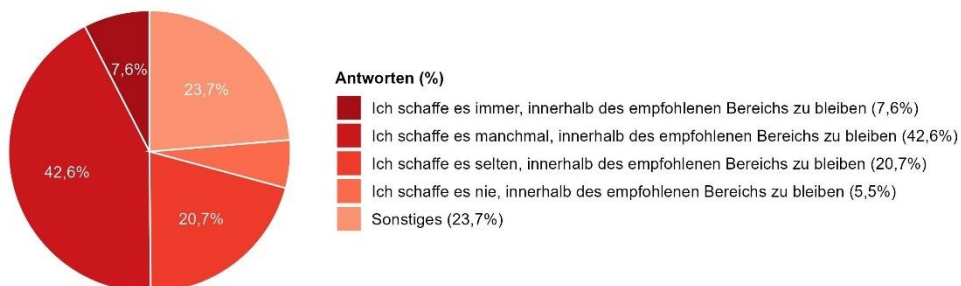 7,6%
23,7%
42,6%
20,7%
Antworten (%)
Ich schaffe es immer, innerhalb des empfohlenen Bereichs zu bleiben (7,6%)
Ich schaffe es manchmal, innerhalb des empfohlenen Bereichs zu bleiben (42,6%)
Ich schaffe es selten, innerhalb des empfohlenen Bereichs zu bleiben (20,7%)
Ich schaffe es nie, innerhalb des empfohlenen Bereichs zu bleiben (5,5%)
Sonstiges (23,7%)